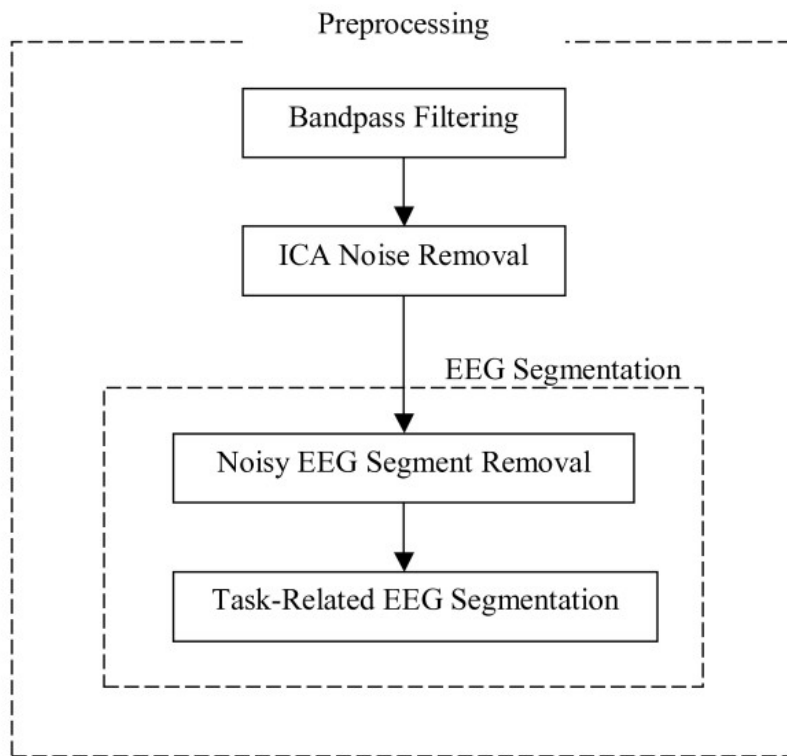 Preprocessing
Bandpass Filtering
ICA Noise Removal
EEG Segmentation
Noisy EEG Segment Removal
Task-Related EEG Segmentation